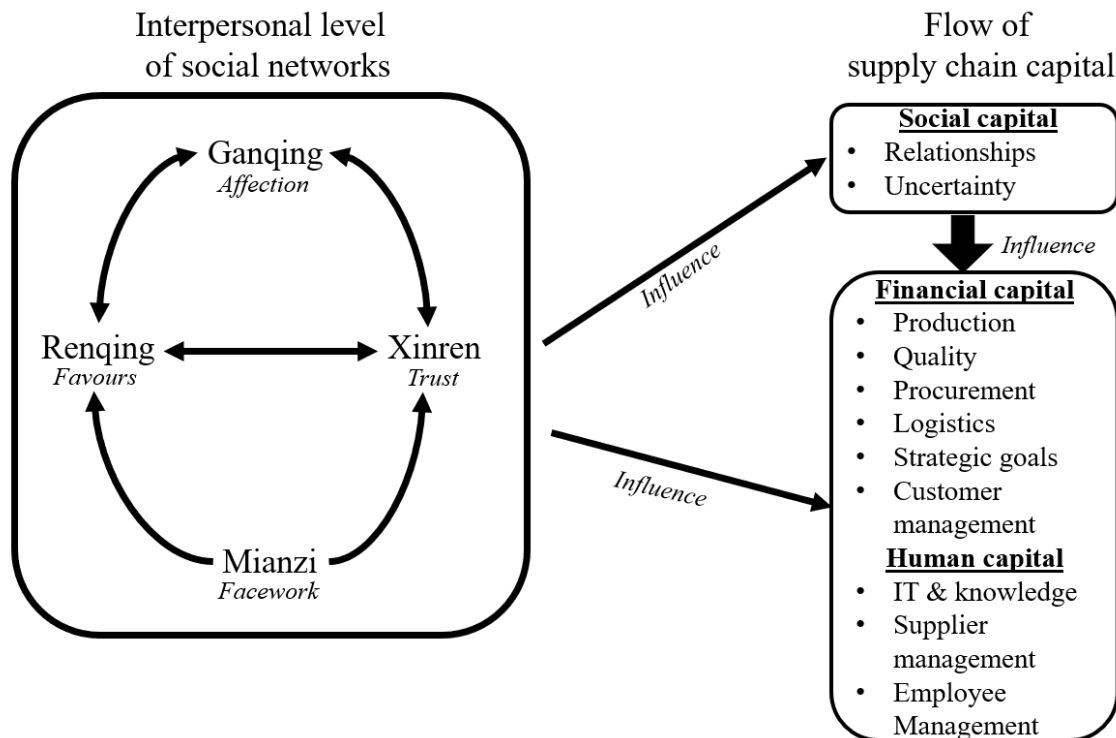 Interpersonal level
of social networks
Ganqing
Affection
Renqing
Favours
Xinren
Trust
Mianzi
Facework
Influence
Influence
Flow of
supply chain capital
Social capital
• Relationships
• Uncertainty
Influence
Financial capital
• Production
• Quality
• Procurement
• Logistics
• Strategic goals
• Customer
management
Human capital
• IT & knowledge
• Supplier
management
• Employee
Management